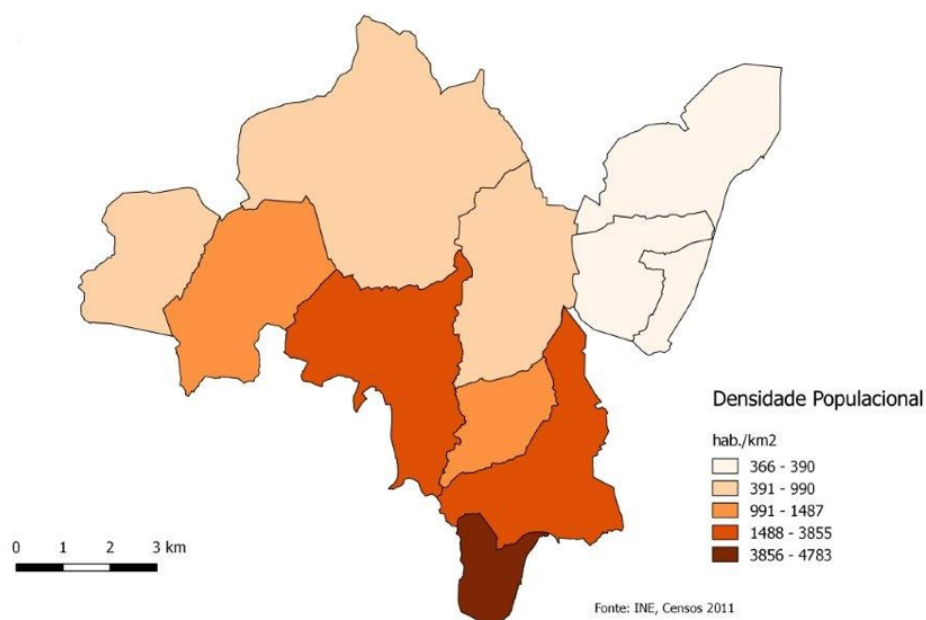 Densidade Populacional
hab./km2
366 - 390
391 - 990
991 - 1487
1488 - 3855
3856 - 4783
0 1 2 3 km
Fonte: INE, Censos 2011